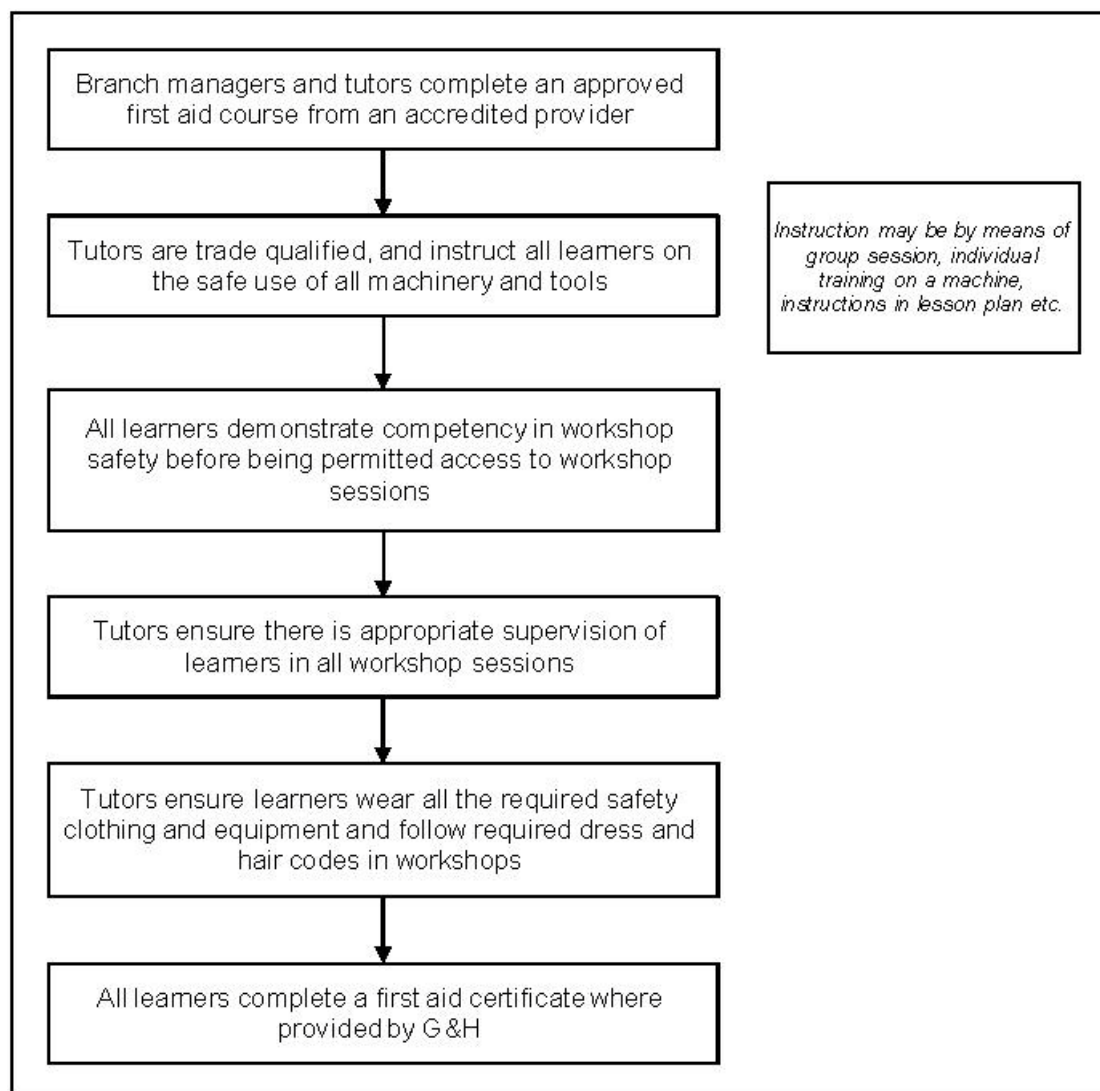 Branch managers and tutors complete an approved
first aid course from an accredited provider
Tutors are trade qualified, and instruct all learners on
the safe use of all machinery and tools
Instruction may be by means of
group session, individual
training on a machine,
instructions in lesson plan etc.
All learners demonstrate competency in workshop
safety before being permitted access to workshop
sessions
Tutors ensure there is appropriate supervision of
learners in all workshop sessions
Tutors ensure learners wear all the required safety
clothing and equipment and follow required dress and
hair codes in workshops
All learners complete a first aid certificate where
provided by G&H